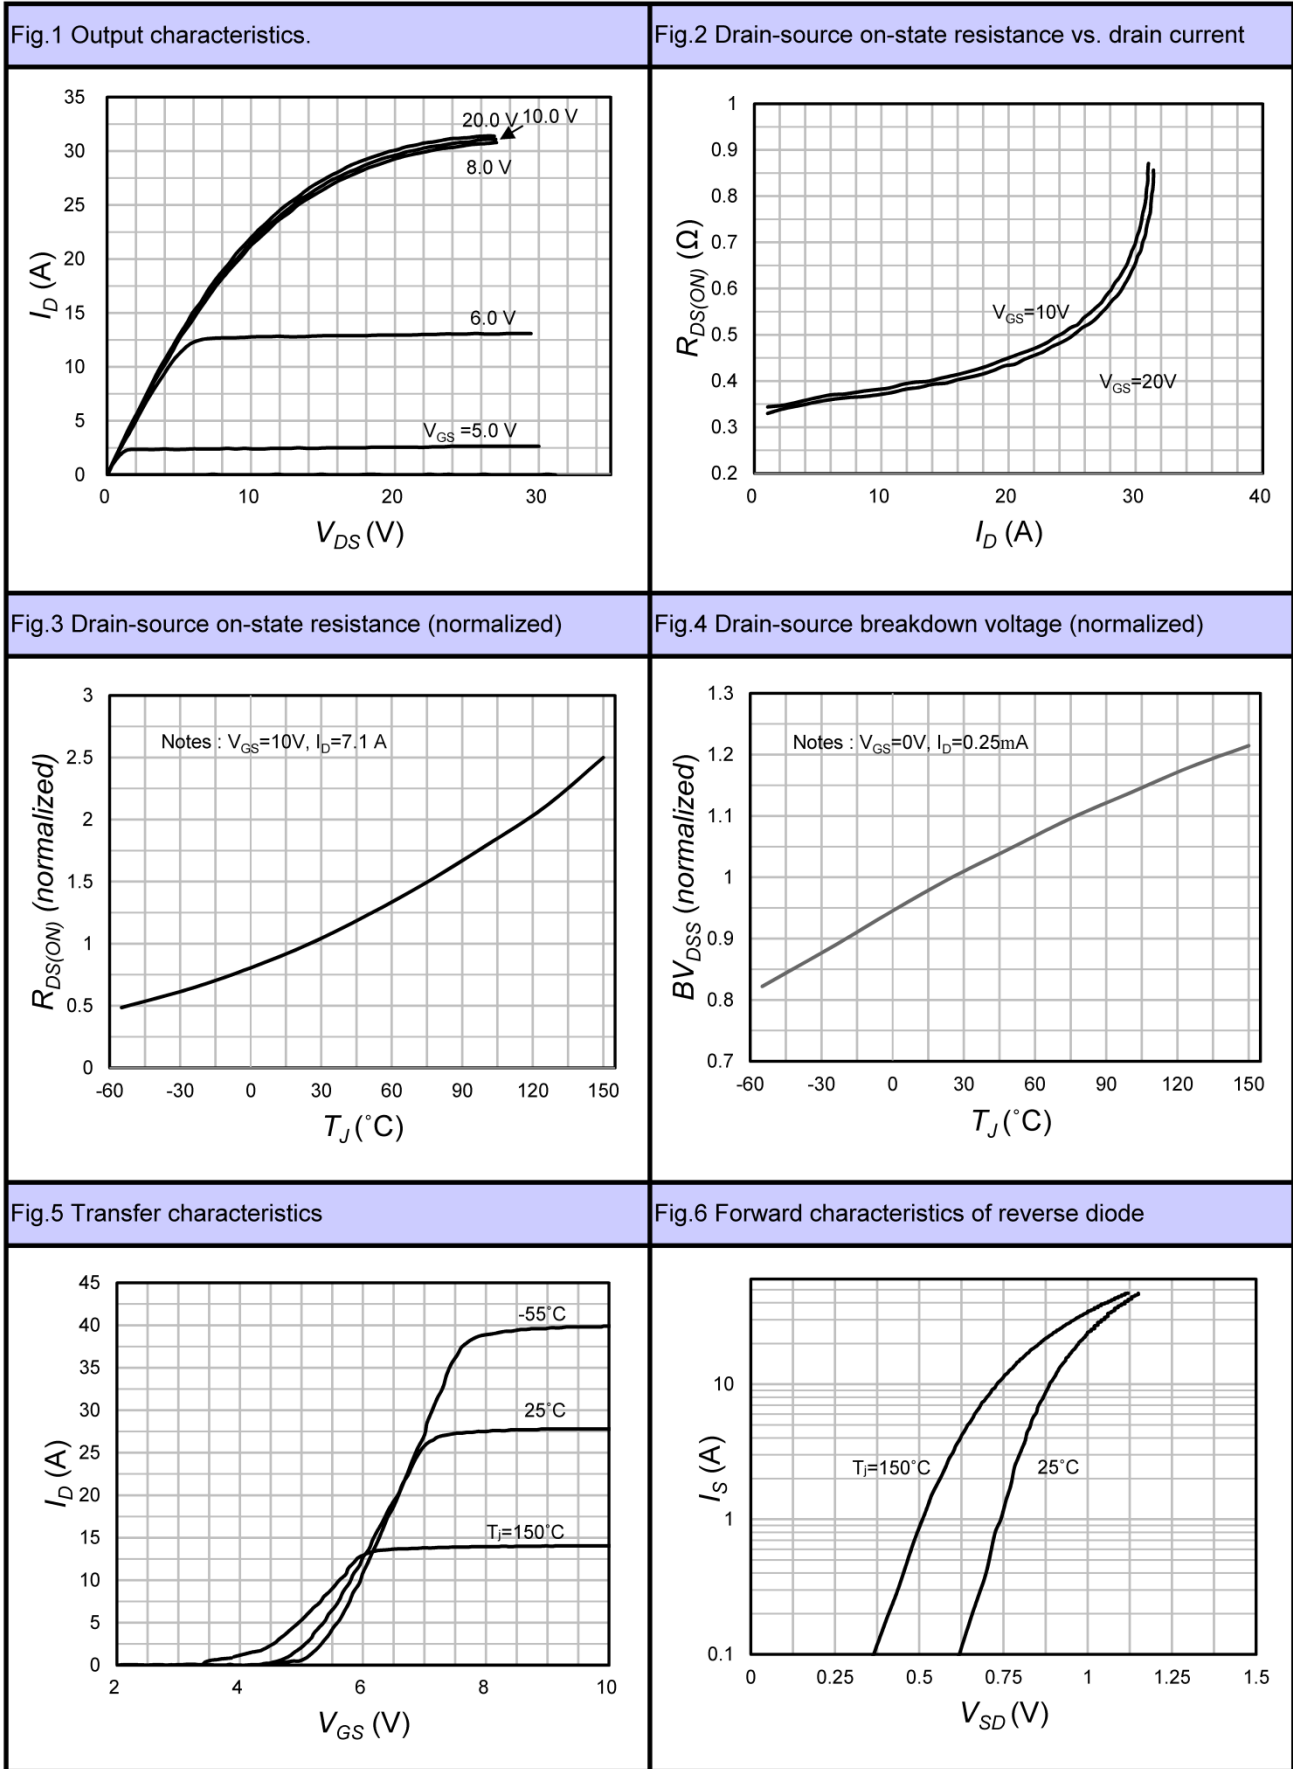 Fig.1 Output characteristics.
Fig.2 Drain-source on-state resistance vs. drain current
35
30
25
20
15
10
5
0
I_D (A)
20.0 V
10.0 V
8.0 V
6.0 V
V_GS =5.0 V
0 10 20 30
V_DS (V)
1
0.9
0.8
0.7
0.6
0.5
0.4
0.3
0.2
R_DS(ON) (Ω)
V_GS=10V
V_GS=20V
0 10 20 30 40
I_D (A)
Fig.3 Drain-source on-state resistance (normalized)
Fig.4 Drain-source breakdown voltage (normalized)
3
2.5
2
1.5
1
0.5
0
R_DS(ON) (normalized)
Notes : V_GS=10V, I_D=7.1 A
-60 -30 0 30 60 90 120 150
T_J (˚C)
1.3
1.2
1.1
1
0.9
0.8
0.7
BV_DSS (normalized)
Notes : V_GS=0V, I_D=0.25mA
-60 -30 0 30 60 90 120 150
T_J (˚C)
Fig.5 Transfer characteristics
Fig.6 Forward characteristics of reverse diode
45
40
35
30
25
20
15
10
5
0
I_D (A)
-55˚C
25˚C
Tj=150˚C
2 4 6 8 10
V_GS (V)
10
1
0.1
I_S (A)
Tj=150˚C
25˚C
0 0.25 0.5 0.75 1 1.25 1.5
V_SD (V)